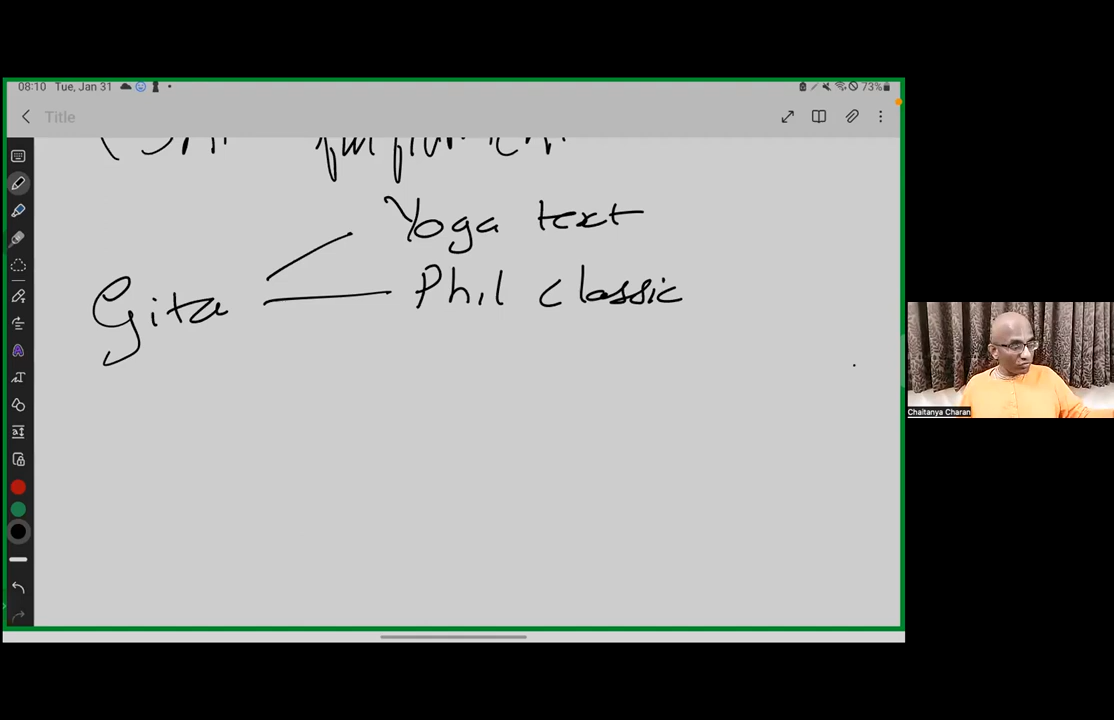 08:10 Tue, Jan 31
73%
Title
Yoga text
Gita
Phil classic
Chaitanya Charan